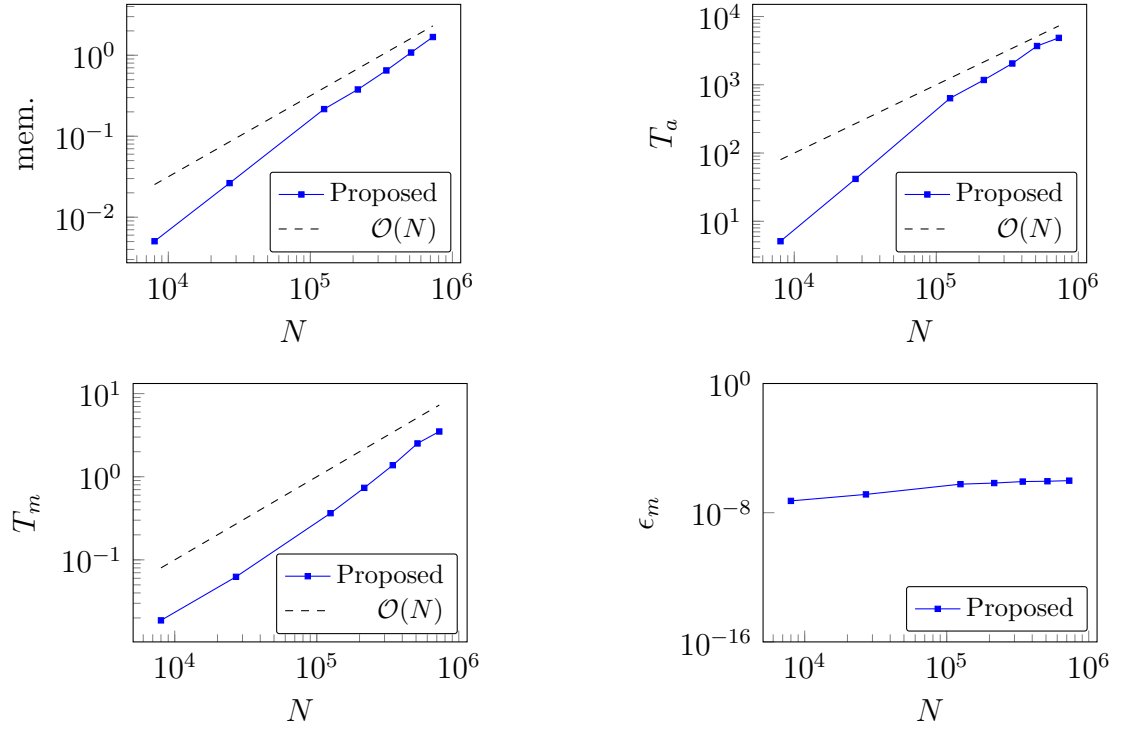 mem.
10^0
10^{-1}
10^{-2}
10^4
10^5
10^6
N
Proposed
O(N)
T_a
10^4
10^3
10^2
10^1
10^4
10^5
10^6
N
Proposed
O(N)
T_m
10^1
10^0
10^{-1}
10^4
10^5
10^6
N
Proposed
O(N)
ϵ_m
10^0
10^{-8}
10^{-16}
10^4
10^5
10^6
N
Proposed